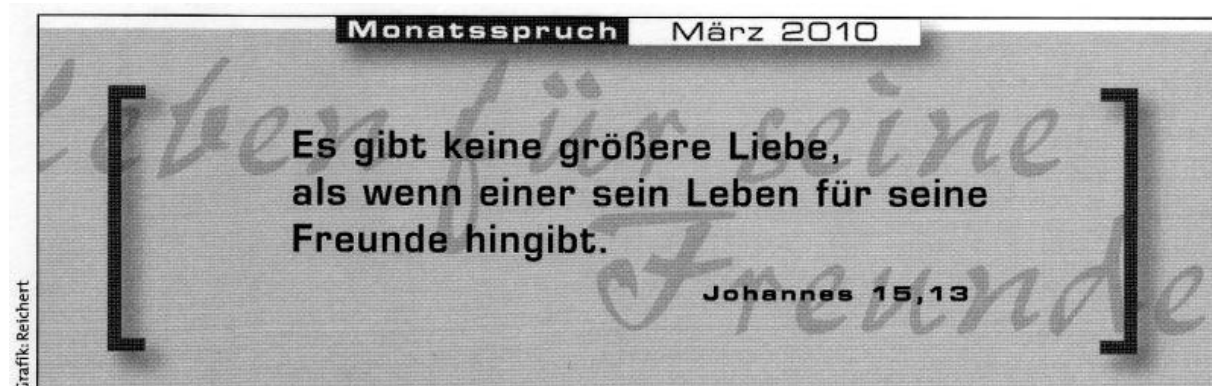 Monatsspruch März 2010
Leben für seine
Freunde
Es gibt keine größere Liebe,
als wenn einer sein Leben für seine
Freunde hingibt.
Johannes 15,13
Grafik: Reichert